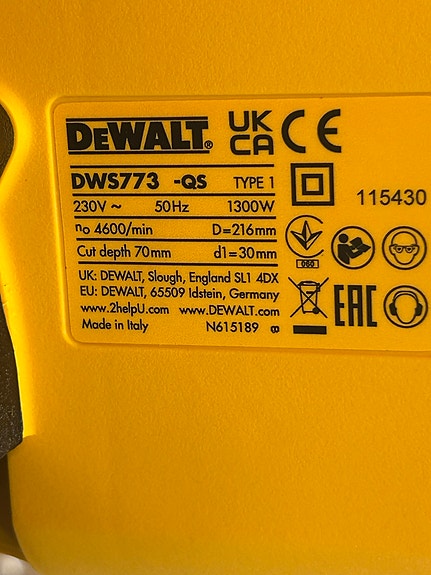 DEWALT®
UK
CA
CE
DWS773 -QS TYPE 1
230V ~ 50Hz 1300W
115430
n₀ 4600/min D=216mm
Cut depth 70mm d1=30mm
UK: DEWALT, Slough, England SL1 4DX
EU: DEWALT, 65509 Idstein, Germany
www.2helpU.com www.DEWALT.com
Made in Italy N615189
060
EAC